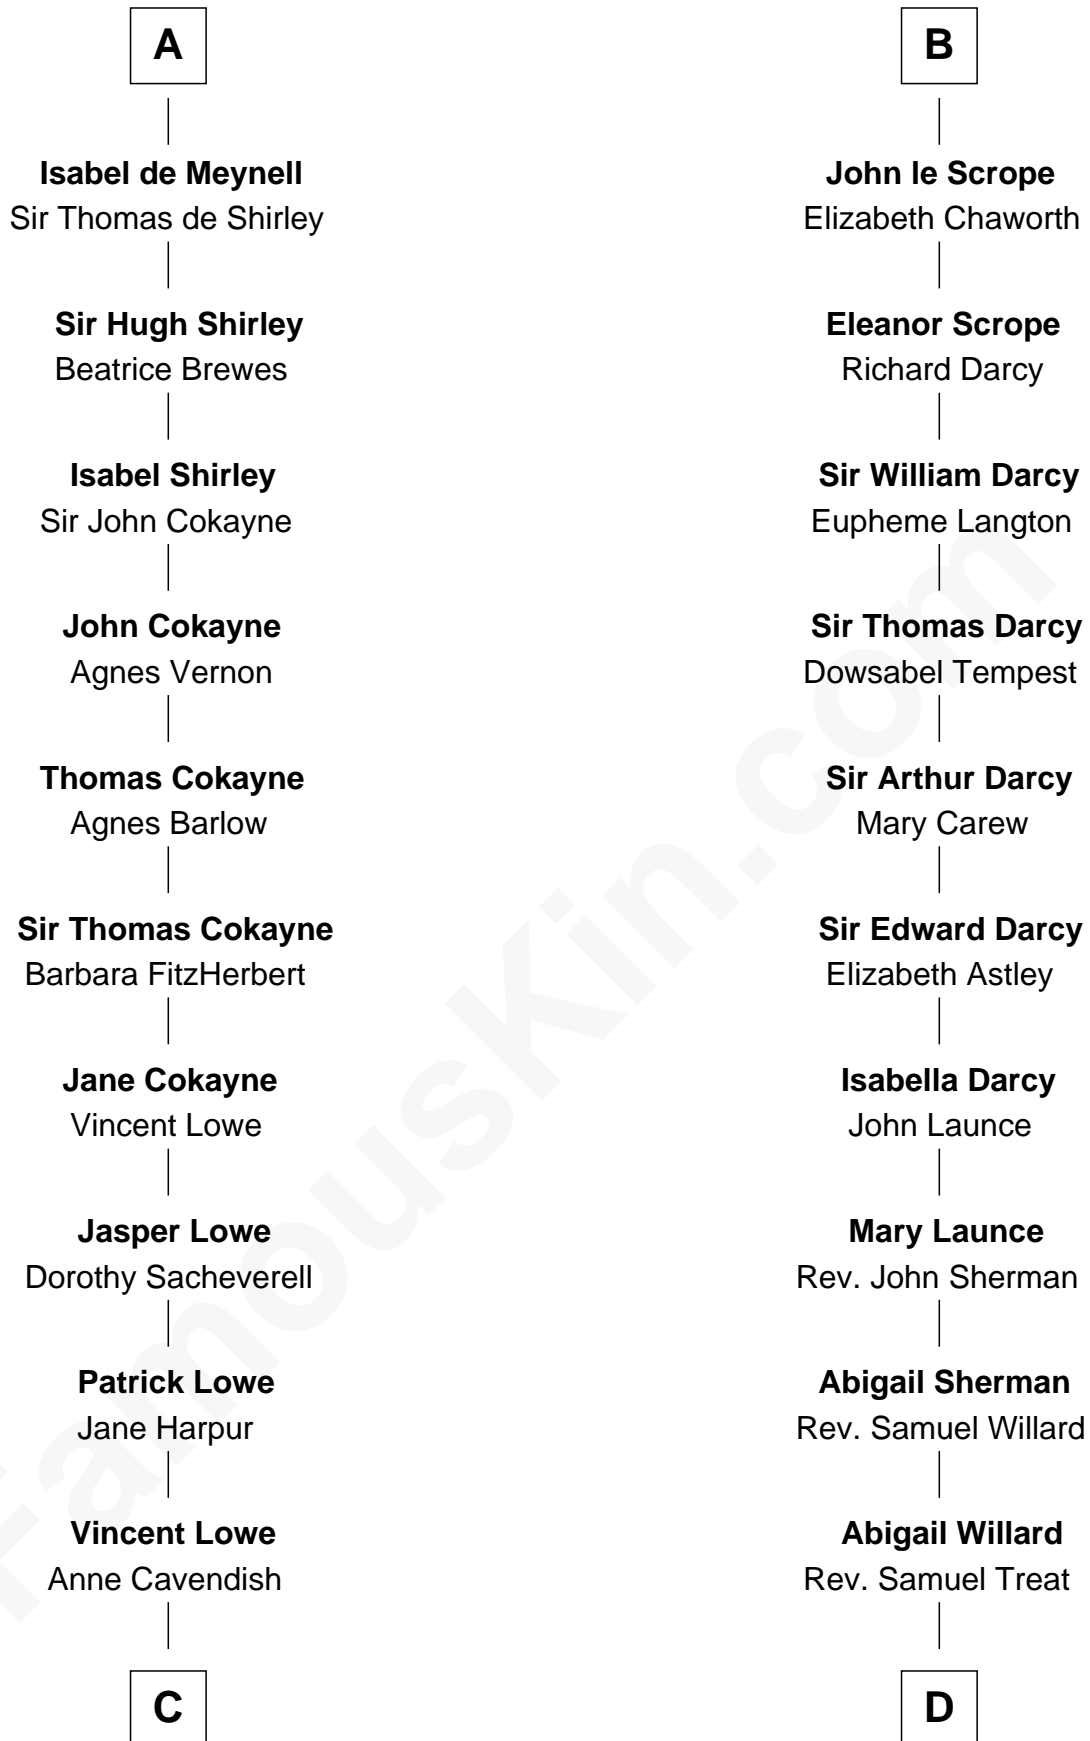 A
Isabel de Meynell
Sir Thomas de Shirley
Sir Hugh Shirley
Beatrice Brewes
Isabel Shirley
Sir John Cokayne
John Cokayne
Agnes Vernon
Thomas Cokayne
Agnes Barlow
Sir Thomas Cokayne
Barbara FitzHerbert
Jane Cokayne
Vincent Lowe
Jasper Lowe
Dorothy Sacheverell
Patrick Lowe
Jane Harpur
Vincent Lowe
Anne Cavendish
C
B
John le Scrope
Elizabeth Chaworth
Eleanor Scrope
Richard Darcy
Sir William Darcy
Eupheme Langton
Sir Thomas Darcy
Dowsabel Tempest
Sir Arthur Darcy
Mary Carew
Sir Edward Darcy
Elizabeth Astley
Isabella Darcy
John Launce
Mary Launce
Rev. John Sherman
Abigail Sherman
Rev. Samuel Willard
Abigail Willard
Rev. Samuel Treat
D
FamousKin.com